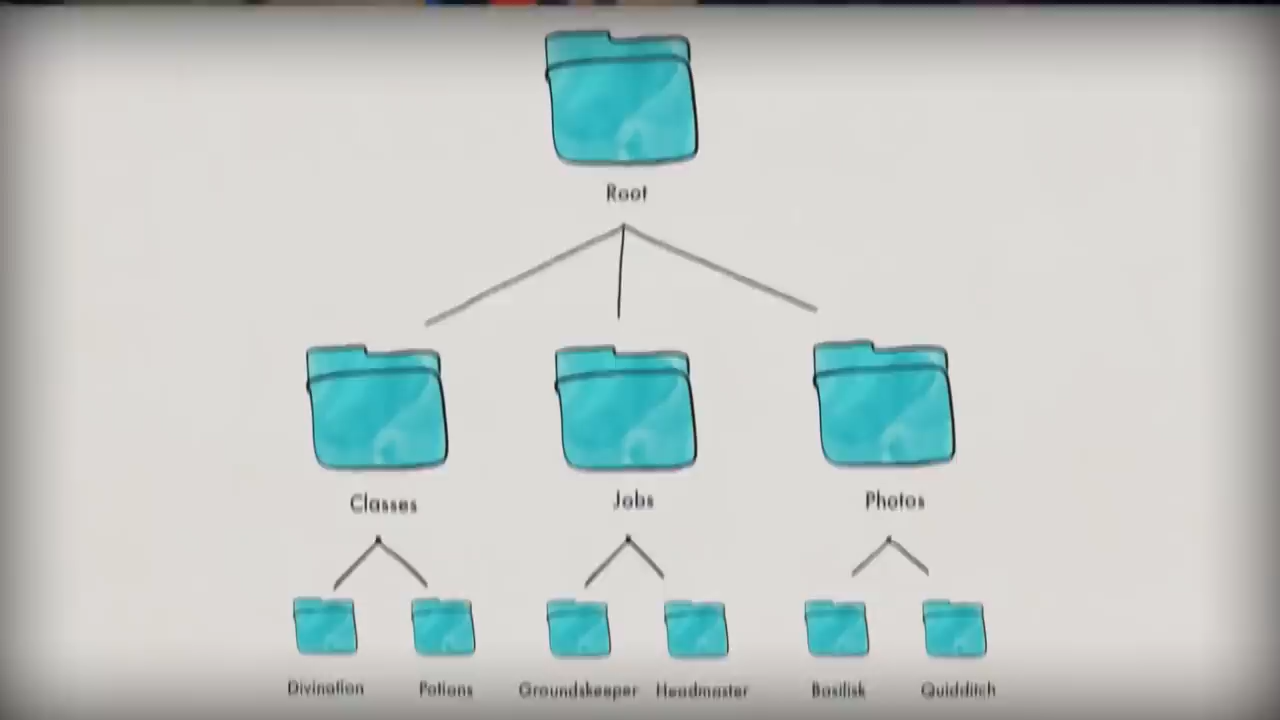 Root
Classes
Jobs
Photos
Divination
Potions
Groundskeeper
Headmaster
Basilisk
Quidditch